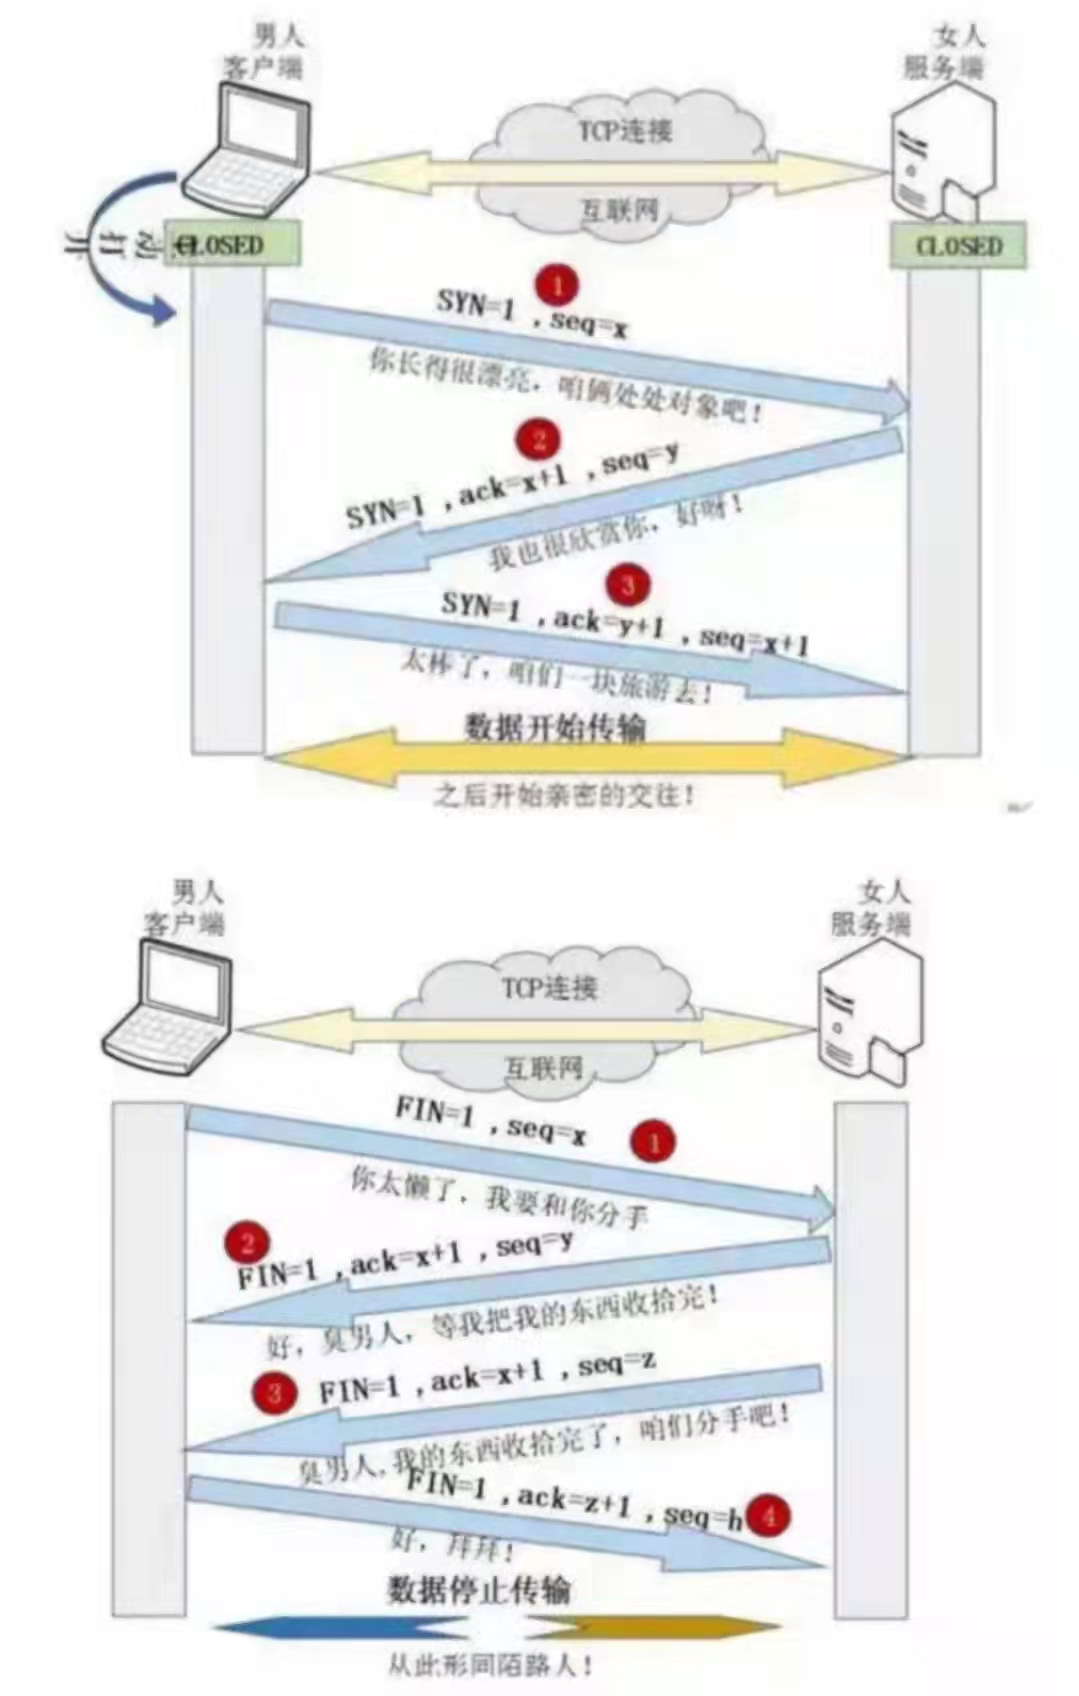 男人
客户端
女人
服务端
TCP连接
互联网
动打开
CLOSED
CLOSED
1
SYN=1 ,seq=x
你长得很漂亮，咱俩处处对象吧！
2
SYN=1 ,ack=x+1 ,seq=y
我也很欣赏你，好呀！
3
SYN=1 ,ack=y+1 ,seq=x+1
太棒了，咱们一块旅游去！
数据开始传输
之后开始亲密的交往！
男人
客户端
女人
服务端
TCP连接
互联网
FIN=1 ,seq=x
1
你太懒了，我要和你分手
2
FIN=1 ,ack=x+1 ,seq=y
好，臭男人，等我把我的东西收拾完！
3
FIN=1 ,ack=x+1 ,seq=z
臭男人，我的东西收拾完了，咱们分手吧！
FIN=1 ,ack=z+1 ,seq=h
4
好，拜拜！
数据停止传输
从此形同陌路人！